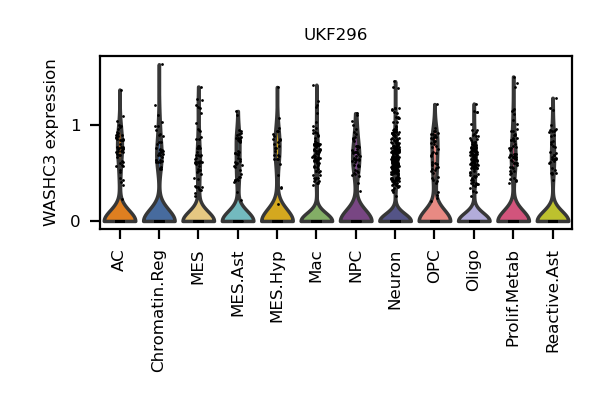 UKF296
WASHC3 expression
1
0
AC
Chromatin.Reg
MES
MES.Ast
MES.Hyp
Mac
NPC
Neuron
OPC
Oligo
Prolif.Metab
Reactive.Ast